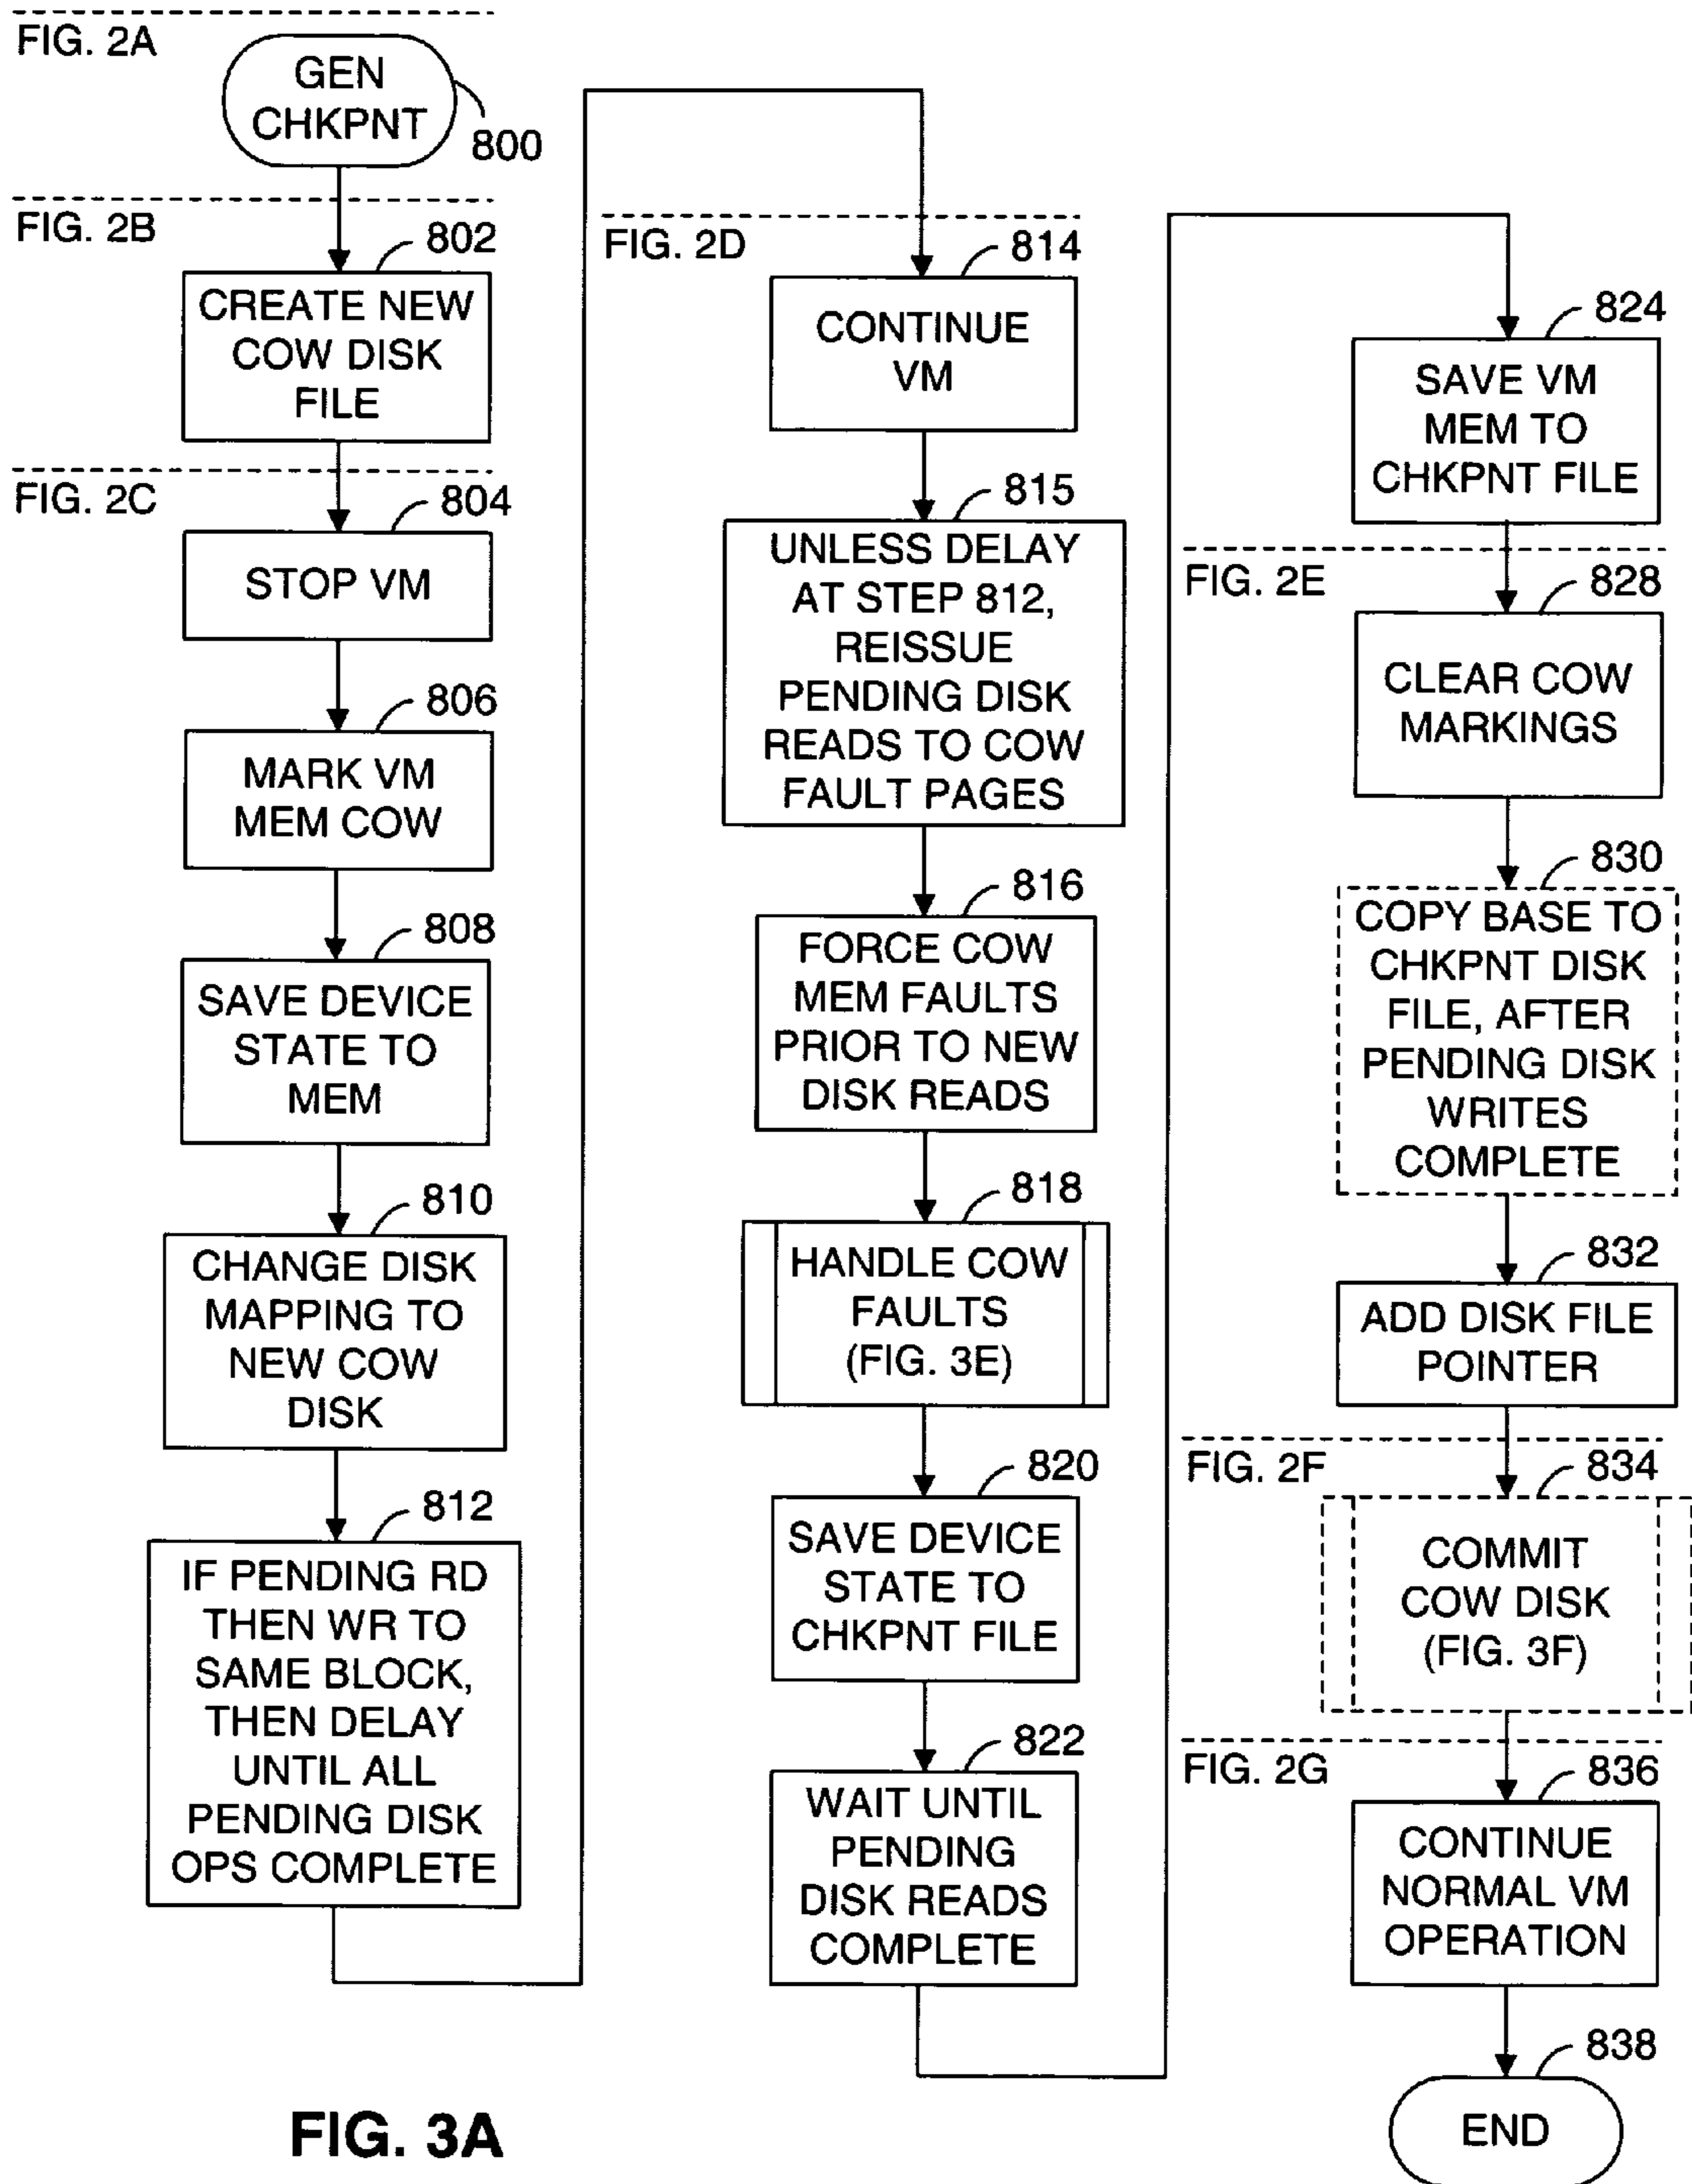 FIG. 2A
GEN
CHKPNT
800
FIG. 2B
802
CREATE NEW
COW DISK
FILE
FIG. 2C
804
STOP VM
806
MARK VM
MEM COW
808
SAVE DEVICE
STATE TO
MEM
810
CHANGE DISK
MAPPING TO
NEW COW
DISK
812
IF PENDING RD
THEN WR TO
SAME BLOCK,
THEN DELAY
UNTIL ALL
PENDING DISK
OPS COMPLETE
FIG. 2D
814
CONTINUE
VM
815
UNLESS DELAY
AT STEP 812,
REISSUE
PENDING DISK
READS TO COW
FAULT PAGES
816
FORCE COW
MEM FAULTS
PRIOR TO NEW
DISK READS
818
HANDLE COW
FAULTS
(FIG. 3E)
820
SAVE DEVICE
STATE TO
CHKPNT FILE
822
WAIT UNTIL
PENDING
DISK READS
COMPLETE
824
SAVE VM
MEM TO
CHKPNT FILE
FIG. 2E
828
CLEAR COW
MARKINGS
830
COPY BASE TO
CHKPNT DISK
FILE, AFTER
PENDING DISK
WRITES
COMPLETE
832
ADD DISK FILE
POINTER
FIG. 2F
834
COMMIT
COW DISK
(FIG. 3F)
FIG. 2G
836
CONTINUE
NORMAL VM
OPERATION
838
END
FIG. 3A